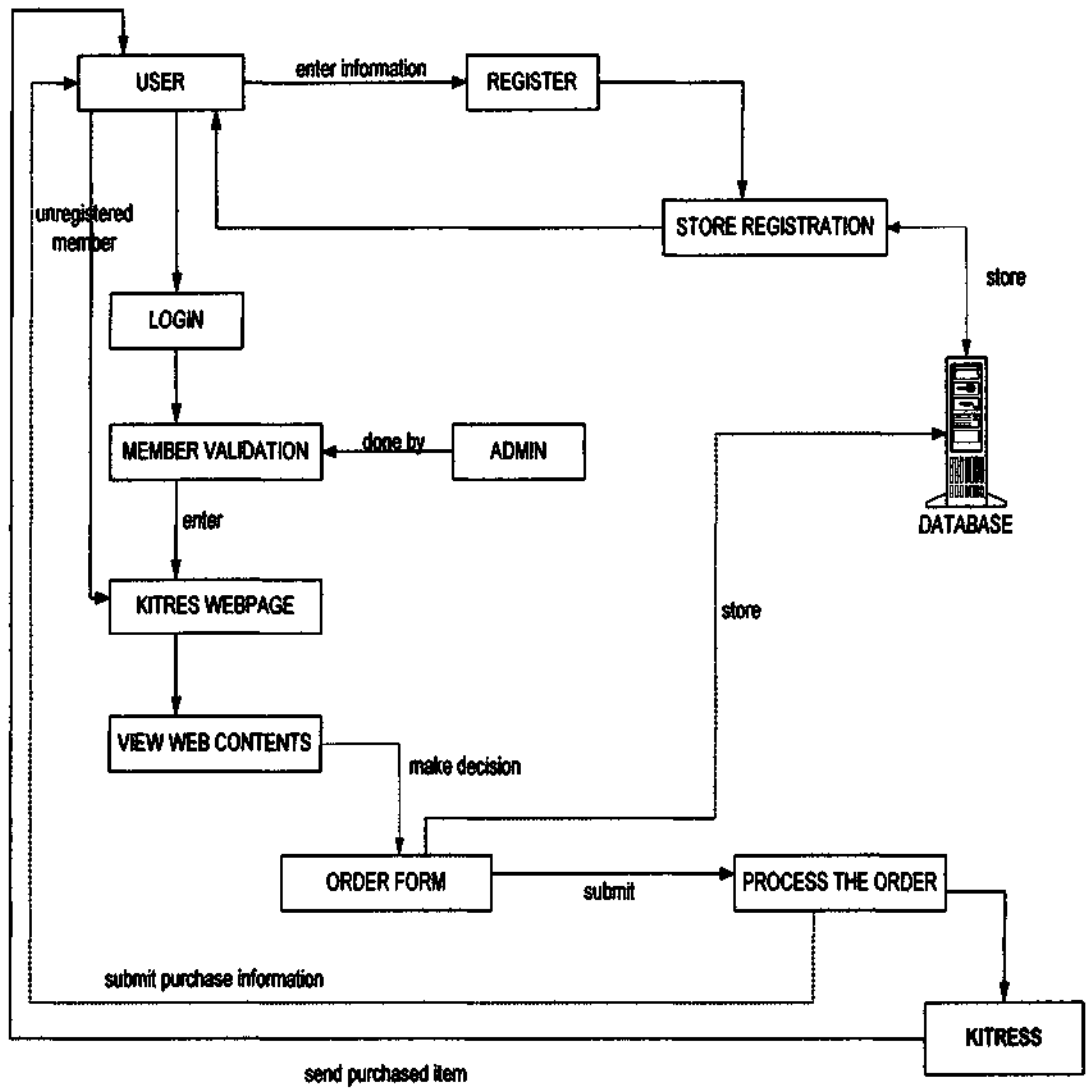 USER
enter information
REGISTER
unregistered
member
STORE REGISTRATION
store
LOGIN
MEMBER VALIDATION
done by
ADMIN
DATABASE
enter
KITRES WEBPAGE
store
VIEW WEB CONTENTS
make decision
ORDER FORM
submit
PROCESS THE ORDER
submit purchase information
KITRESS
send purchased item